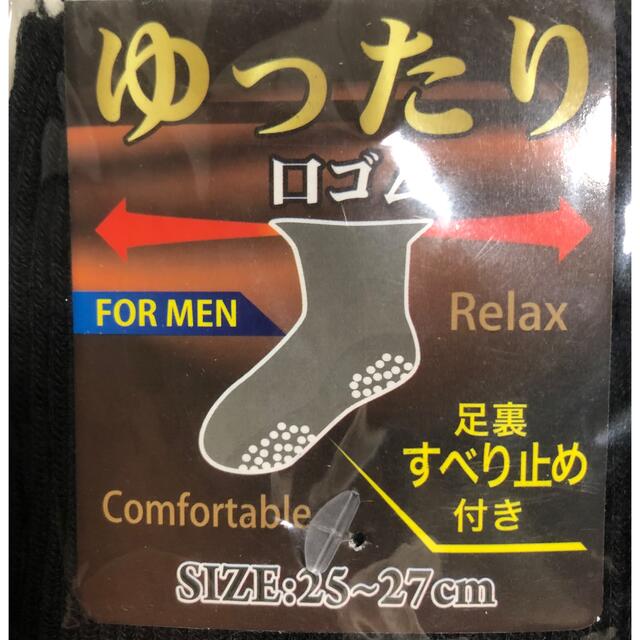 ゆったり
口ゴム
FOR MEN
Relax
足裏
すべり止め
付き
Comfortable
SIZE:25~27cm